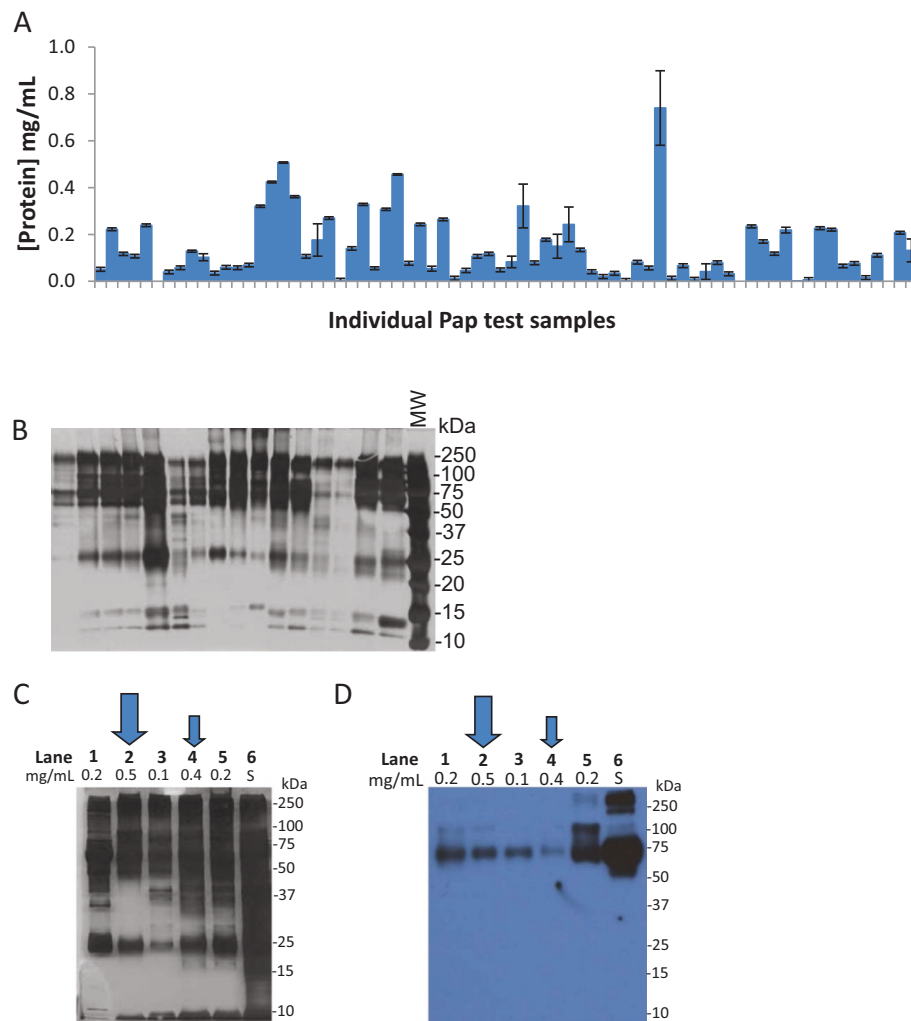 A
[Protein] mg/mL
1.0
0.8
0.6
0.4
0.2
0.0
Individual Pap test samples
B
MW
kDa
-250
-100
-75
-50
-37
-25
-20
-15
-10
C
Lane 1 2 3 4 5 6
mg/mL 0.2 0.5 0.1 0.4 0.2 S
kDa
-250
-100
-75
-50
-37
-25
-15
-10
D
Lane 1 2 3 4 5 6
mg/mL 0.2 0.5 0.1 0.4 0.2 S
kDa
-250
-100
-75
-50
-37
-25
-15
-10